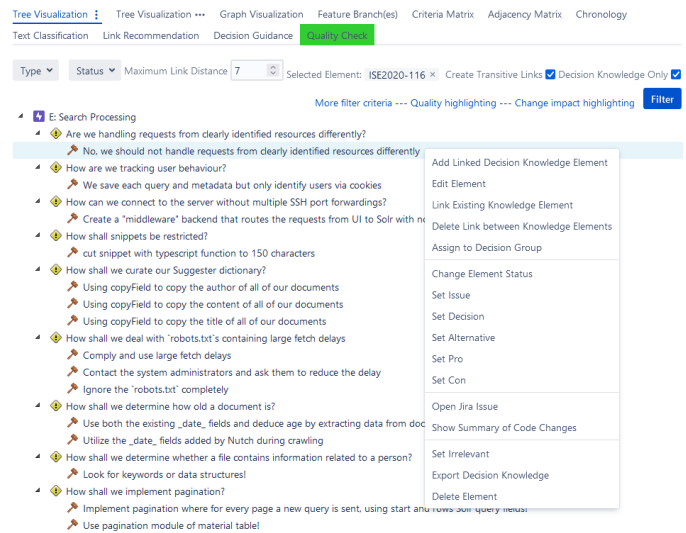 Tree Visualization Tree Visualization Graph Visualization Feature Branch(es) Criteria Matrix Adjacency Matrix Chronology
Text Classification Link Recommendation Decision Guidance Quality Check
Type Status Maximum Link Distance 7 Selected Element: ISE2020-116 × Create Transitive Links Decision Knowledge Only
More filter criteria --- Quality highlighting --- Change impact highlighting Filter
E: Search Processing
Are we handling requests from clearly identified resources differently?
No, we should not handle requests from clearly identified resources differently
How are we tracking user behaviour?
We save each query and metadata but only identify users via cookies
How can we connect to the server without multiple SSH port forwardings?
Create a "middleware" backend that routes the requests from UI to Solr with
How shall snippets be restricted?
cut snippet with typescript function to 150 characters
How shall we curate our Suggester dictionary?
Using copyField to copy the author of all of our documents
Using copyField to copy the content of all of our documents
Using copyField to copy the title of all of our documents
How shall we deal with `robots.txt`s containing large fetch delays
Comply and use large fetch delays
Contact the system administrators and ask them to reduce the delay
Ignore the `robots.txt` completely
How shall we determine how old a document is?
Use both the existing _date_ fields and deduce age by extracting data from
Utilize the _date_ fields added by Nutch during crawling
How shall we determine whether a file contains information related to a person?
Look for keywords or data structures!
How shall we implement pagination?
Implement pagination where for every page a new query is sent, using start and rows Solr query fields!
Use pagination module of material table!
Add Linked Decision Knowledge Element
Edit Element
Link Existing Knowledge Element
Delete Link between Knowledge Elements
Assign to Decision Group
Change Element Status
Set Issue
Set Decision
Set Alternative
Set Pro
Set Con
Open Jira Issue
Show Summary of Code Changes
Set Irrelevant
Export Decision Knowledge
Delete Element